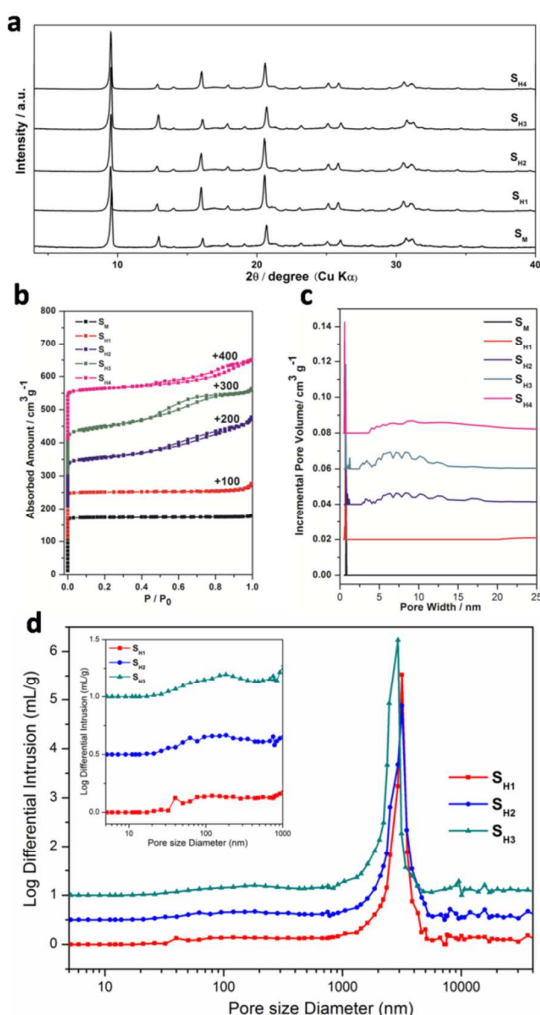 a
Intensity / a.u.
S_H4
S_H3
S_H2
S_H1
S_M
10 20 30 40
2θ / degree (Cu Kα)
b
Absorbed Amount / cm³ g⁻¹
800
700
600
500
400
300
200
100
0
S_M
S_H1
S_H2
S_H3
S_H4
+400
+300
+200
+100
0.0 0.2 0.4 0.6 0.8 1.0
P / P₀
c
Incremental Pore Volume/ cm³ g⁻¹
0.14
0.12
0.10
0.08
0.06
0.04
0.02
0.00
S_M
S_H1
S_H2
S_H3
S_H4
0 5 10 15 20 25
Pore Width / nm
d
Log Differential Intrusion (mL/g)
6
5
4
3
2
1
0
Log Differential Intrusion (mL/g)
1.5
1.0
0.5
0.0
S_H1
S_H2
S_H3
10 100 1000
Pore size Diameter (nm)
S_H1
S_H2
S_H3
10 100 1000 10000
Pore size Diameter (nm)